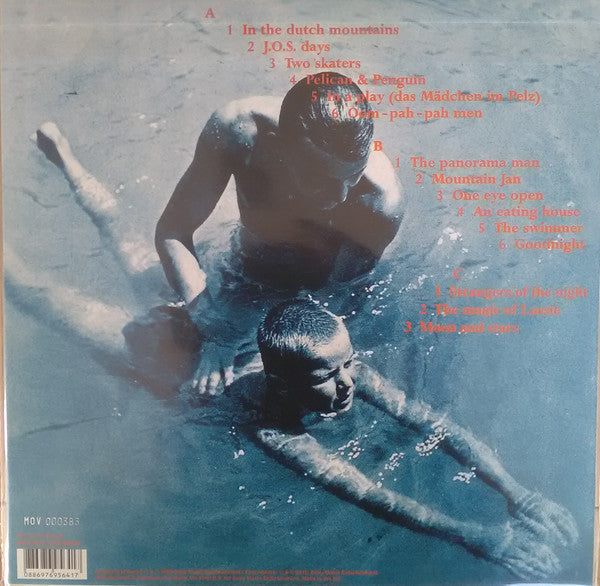 A
1 In the dutch mountains
2 J.O.S. days
3 Two skaters
4 Pelican & Penguin
5 In a play (das Mädchen im Pelz)
6 Oom-pah-pah men
B
1 The panorama man
2 Mountain Jan
3 One eye open
4 An eating house
5 The swimmer
6 Goodnight
C
1 Strangers of the night
2 The magic of Lassie
3 Moon and stars
MOV 000383
0886976956417